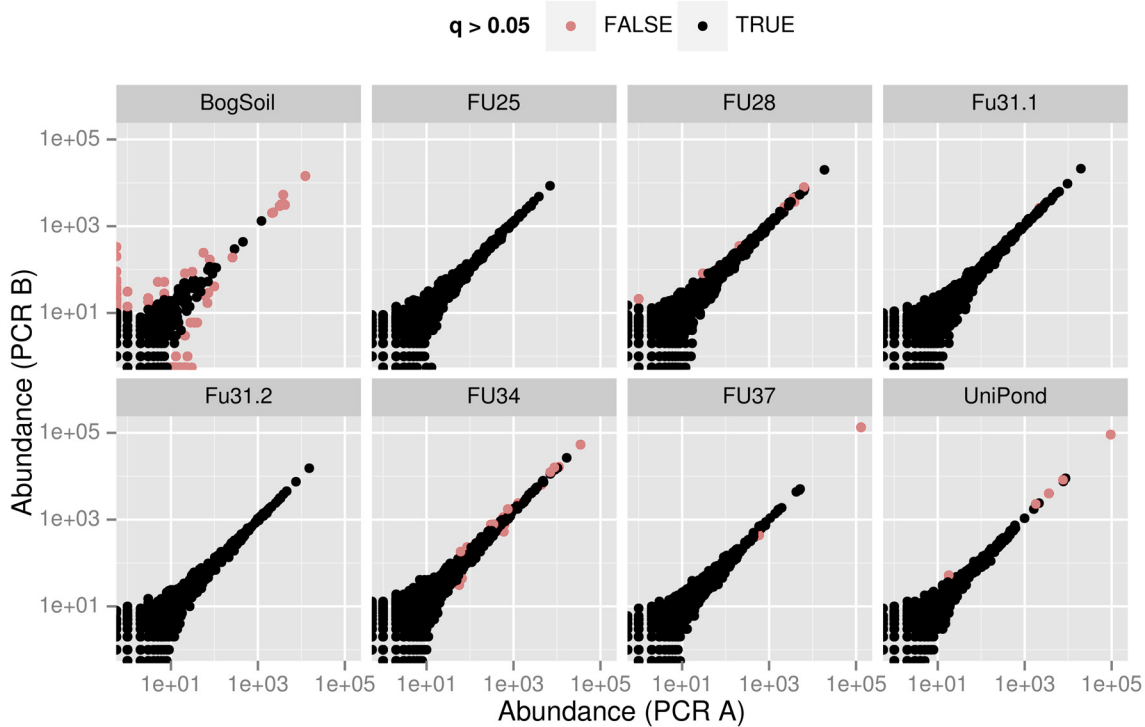 q > 0.05 FALSE TRUE
BogSoil FU25 FU28 Fu31.1
1e+05
1e+03
1e+01
Fu31.2 FU34 FU37 UniPond
1e+05
1e+03
1e+01
1e+01 1e+03 1e+05 1e+01 1e+03 1e+05 1e+01 1e+03 1e+05 1e+01 1e+03 1e+05
Abundance (PCR A)
Abundance (PCR B)